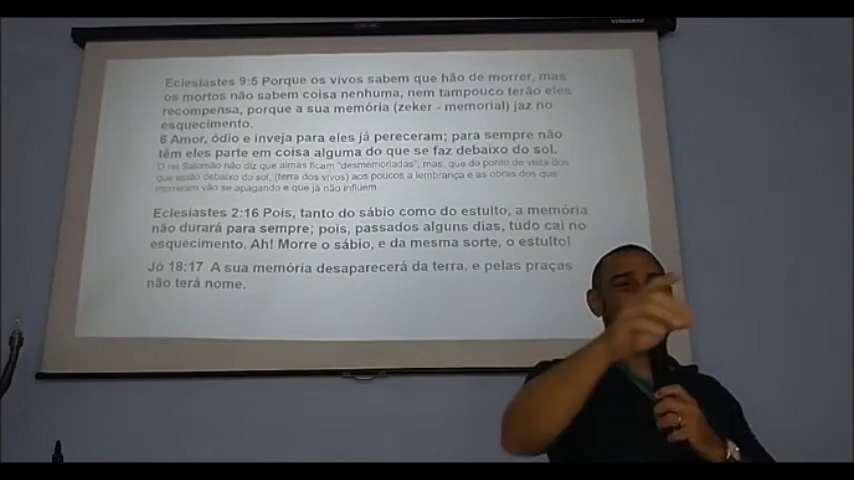 Eclesiastes 9:5 Porque os vivos sabem que hão de morrer, mas
os mortos não sabem coisa nenhuma, nem tampouco terão eles
recompensa, porque a sua memória (zeker - memorial) jaz no
esquecimento.
6 Amor, ódio e inveja para eles já pereceram; para sempre não
têm eles parte em coisa alguma do que se faz debaixo do sol.
O rei Salomão não diz que almas ficam "desmemoriadas", mas, que do ponto de vista dos
que estão debaixo do sol, (terra dos vivos) aos poucos a lembrança e as obras dos que
morreram vão se apagando e que já não influem
Eclesiastes 2:16 Pois, tanto do sábio como do estulto, a memória
não durará para sempre; pois, passados alguns dias, tudo cai no
esquecimento. Ah! Morre o sábio, e da mesma sorte, o estulto!
Jó 18:17 A sua memória desaparecerá da terra, e pelas praças
não terá nome.